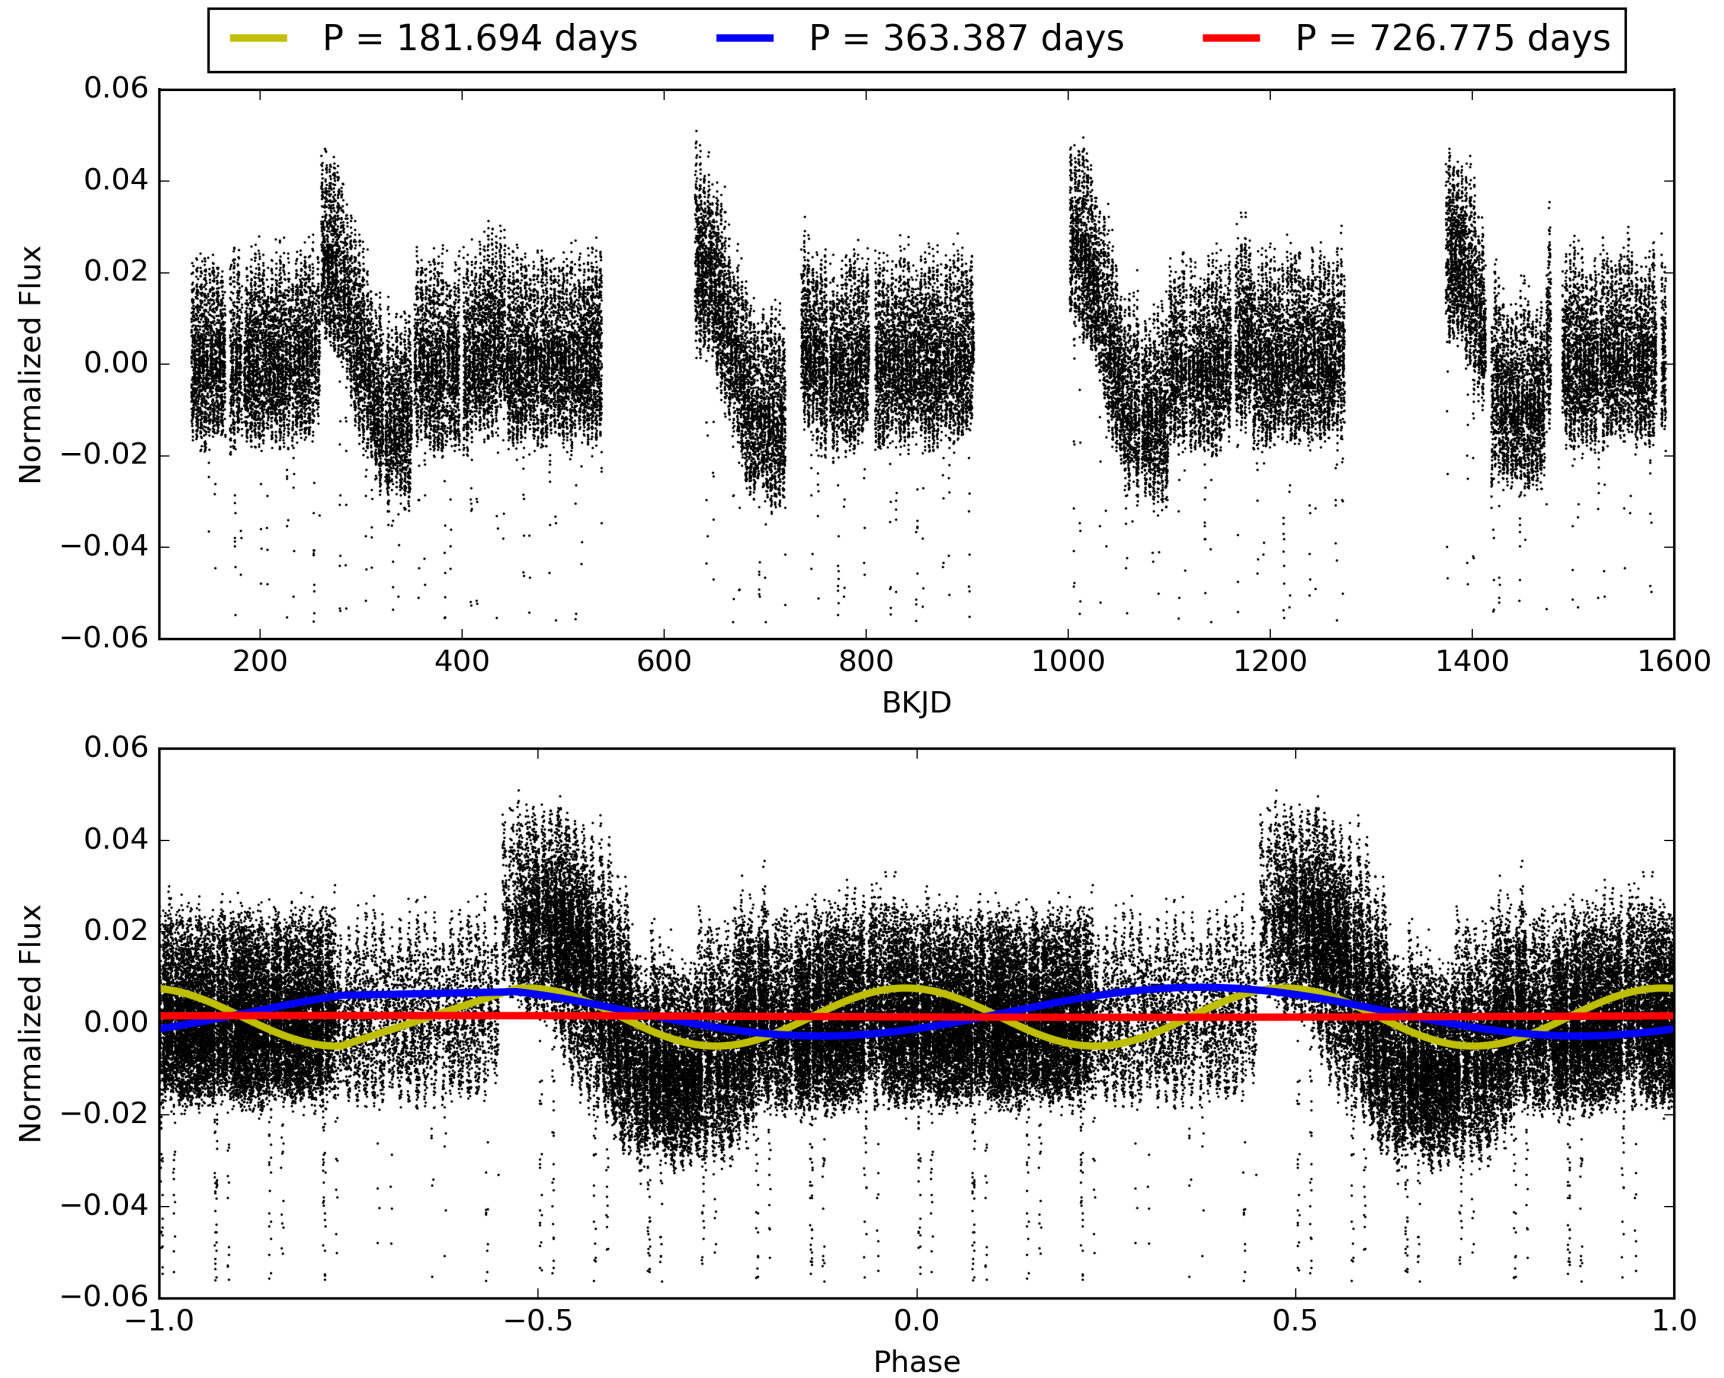 P = 181.694 days P = 363.387 days P = 726.775 days
0.06
0.04
0.02
0.00
−0.02
−0.04
−0.06
Normalized Flux
200 400 600 800 1000 1200 1400 1600
BKJD
0.06
0.04
0.02
0.00
−0.02
−0.04
−0.06
Normalized Flux
−1.0 −0.5 0.0 0.5 1.0
Phase